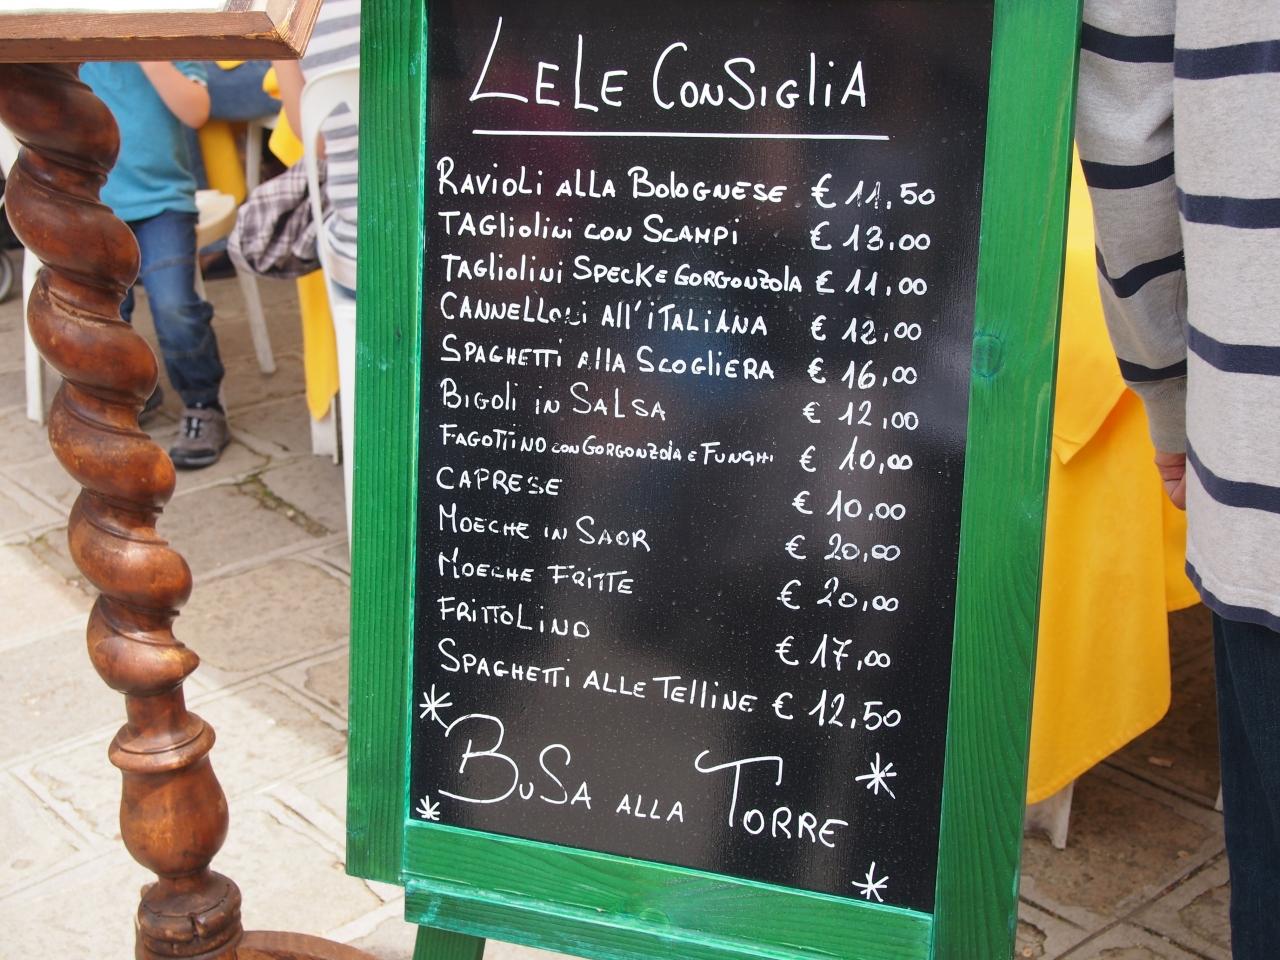 LELE CONSIGLIA
RAVIOLI ALLA BOLOGNESE € 11,50
TAGLIOLINI CON SCAMPI € 13,00
TAGLIOLINI SPECK E GORGONZOLA € 11,00
CANNELLONI ALL'ITALIANA € 12,00
SPAGHETTI ALLA SCOGLIERA € 16,00
BIGOLI IN SALSA € 12,00
FAGOTTINO CON GORGONZOLA E FUNGHI € 10,00
CAPRESE € 10,00
MOECHE IN SAOR € 20,00
MOECHE FRITTE € 20,00
FRITTOLINO € 17,00
SPAGHETTI ALLE TELLINE € 12,50
BUSA ALLA TORRE